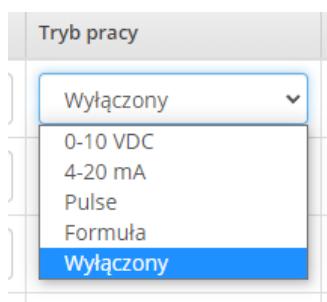 Tryb pracy
Wyłączony
0-10 VDC
4-20 mA
Pulse
Formuła
Wyłączony